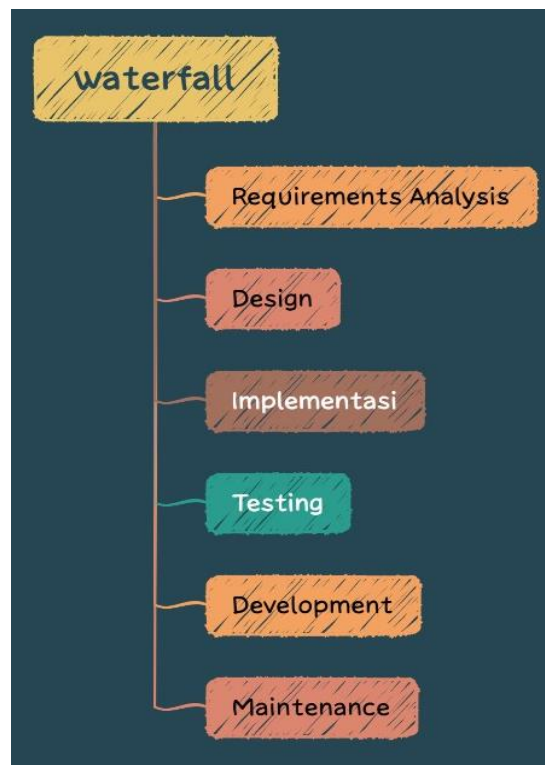 waterfall
Requirements Analysis
Design
Implementasi
Testing
Development
Maintenance